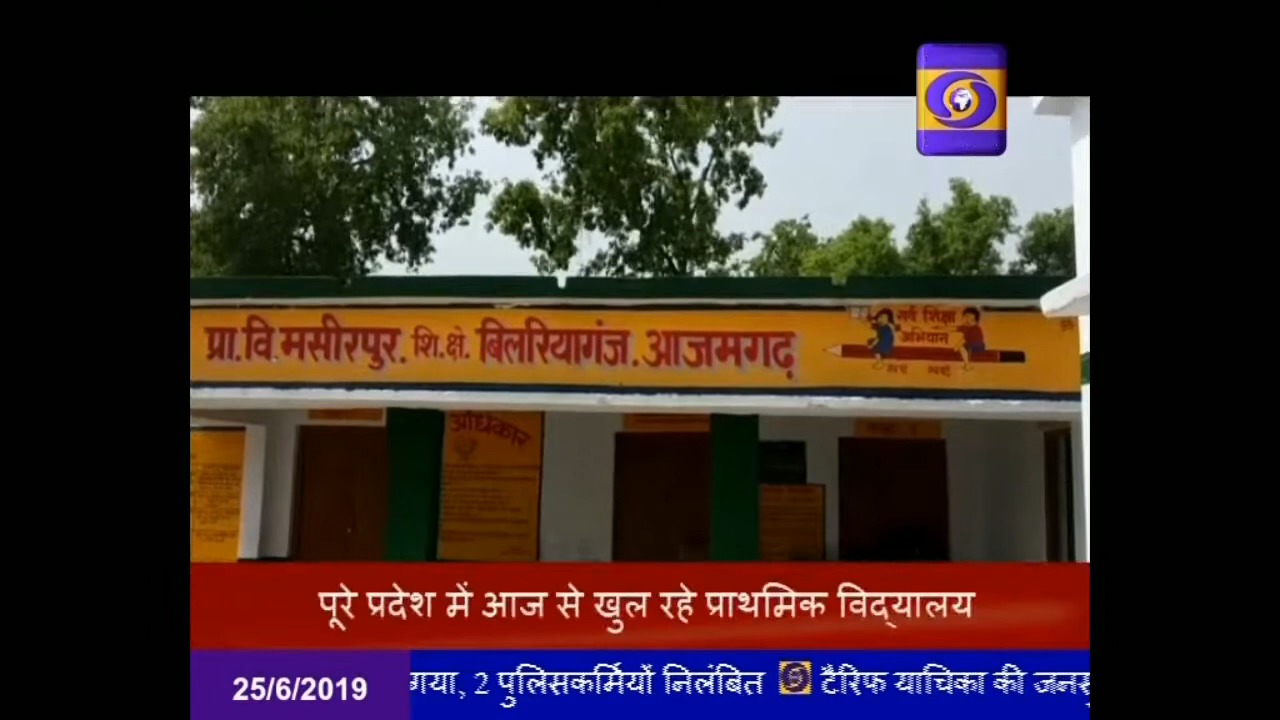 प्रा.वि.मसीरपुर. शि.क्षे. बिलरियागंज. आजमगढ़
सर्व शिक्षा
अभियान
अधिकार
पूरे प्रदेश में आज से खुल रहे प्राथमिक विद्यालय
25/6/2019
गया, 2 पुलिसकर्मियों निलंबित टैरिफ याचिका की